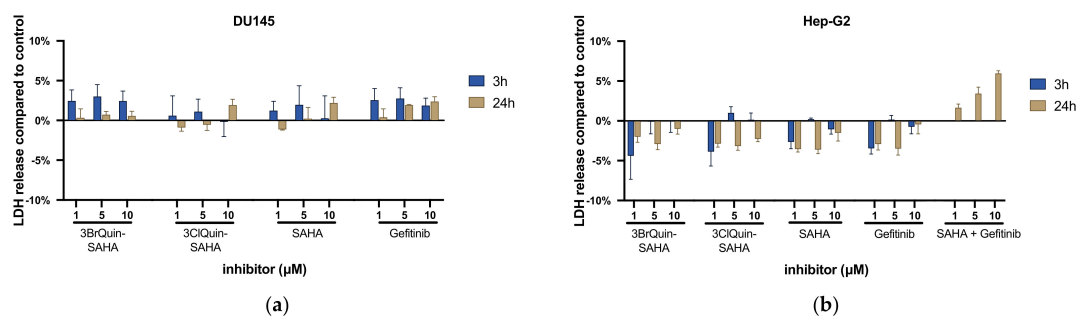 DU145
LDH release compared to control
10%
5%
0%
-5%
-10%
3h
24h
1 5 10 1 5 10 1 5 10 1 5 10
3BrQuin-
SAHA
3ClQuin-
SAHA
SAHA
Gefitinib
inhibitor (µM)
(a)
Hep-G2
LDH release compared to control
10%
5%
0%
-5%
-10%
3h
24h
1 5 10 1 5 10 1 5 10 1 5 10 1 5 10
3BrQuin-
SAHA
3ClQuin-
SAHA
SAHA
Gefitinib
SAHA + Gefitinib
inhibitor (µM)
(b)